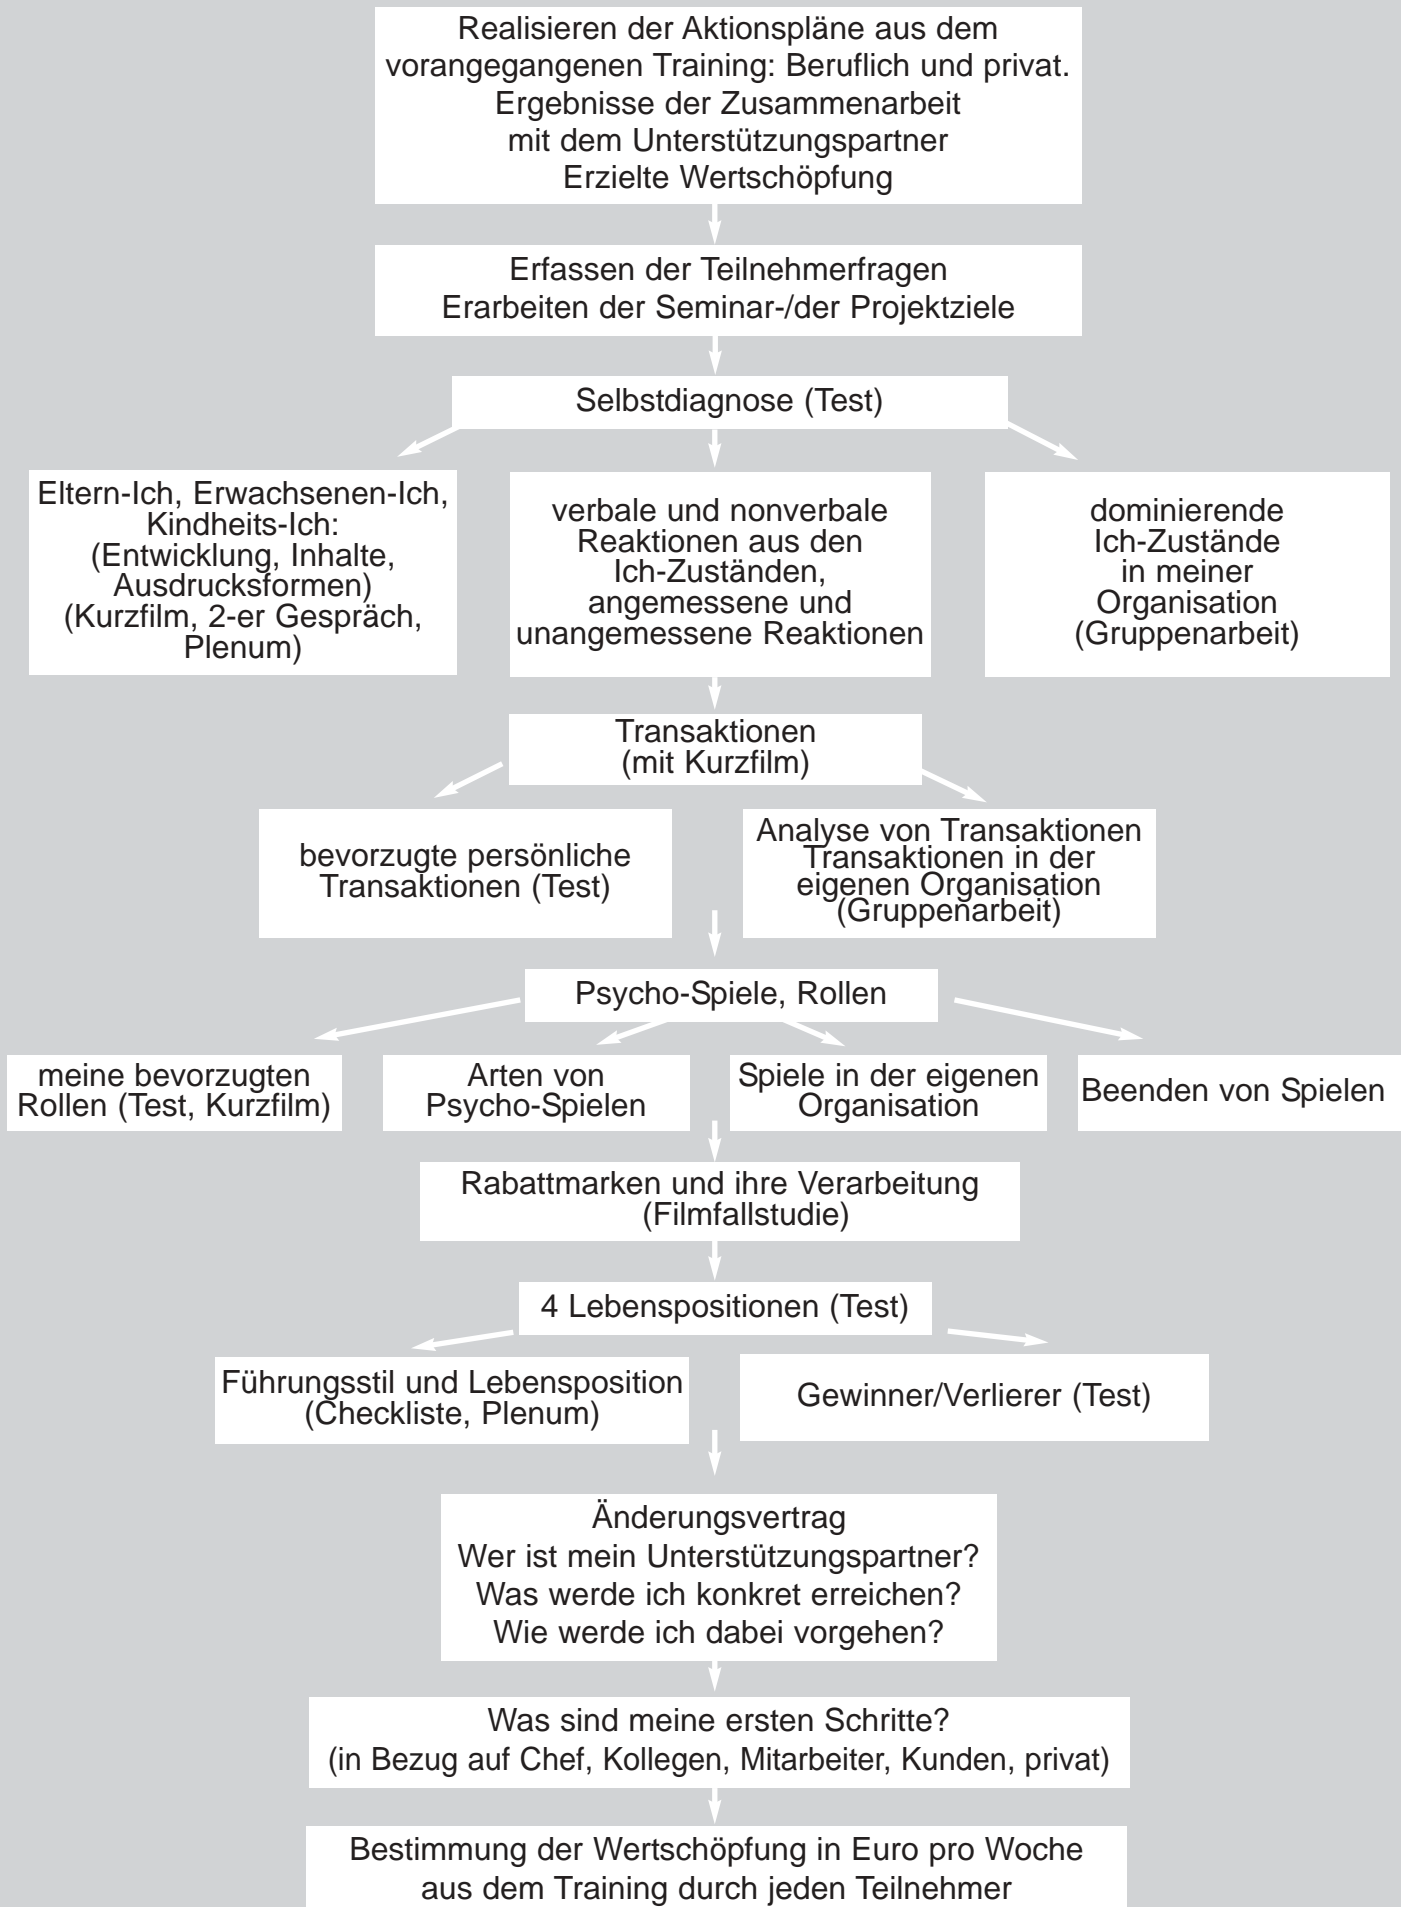 Realisieren der Aktionspläne aus dem
vorangegangenen Training: Beruflich und privat.
Ergebnisse der Zusammenarbeit
mit dem Unterstützungspartner
Erzielte Wertschöpfung
Erfassen der Teilnehmerfragen
Erarbeiten der Seminar-/der Projektziele
Selbstdiagnose (Test)
Eltern-Ich, Erwachsenen-Ich,
Kindheits-Ich:
(Entwicklung, Inhalte,
Ausdrucksformen)
(Kurzfilm, 2-er Gespräch,
Plenum)
verbale und nonverbale
Reaktionen aus den
Ich-Zuständen,
angemessene und
unangemessene Reaktionen
dominierende
Ich-Zustände
in meiner
Organisation
(Gruppenarbeit)
Transaktionen
(mit Kurzfilm)
bevorzugte persönliche
Transaktionen (Test)
Analyse von Transaktionen
Transaktionen in der
eigenen Organisation
(Gruppenarbeit)
Psycho-Spiele, Rollen
meine bevorzugten
Rollen (Test, Kurzfilm)
Arten von
Psycho-Spielen
Spiele in der eigenen
Organisation
Beenden von Spielen
Rabattmarken und ihre Verarbeitung
(Filmfallstudie)
4 Lebenspositionen (Test)
Führungsstil und Lebensposition
(Checkliste, Plenum)
Gewinner/Verlierer (Test)
Änderungsvertrag
Wer ist mein Unterstützungspartner?
Was werde ich konkret erreichen?
Wie werde ich dabei vorgehen?
Was sind meine ersten Schritte?
(in Bezug auf Chef, Kollegen, Mitarbeiter, Kunden, privat)
Bestimmung der Wertschöpfung in Euro pro Woche
aus dem Training durch jeden Teilnehmer